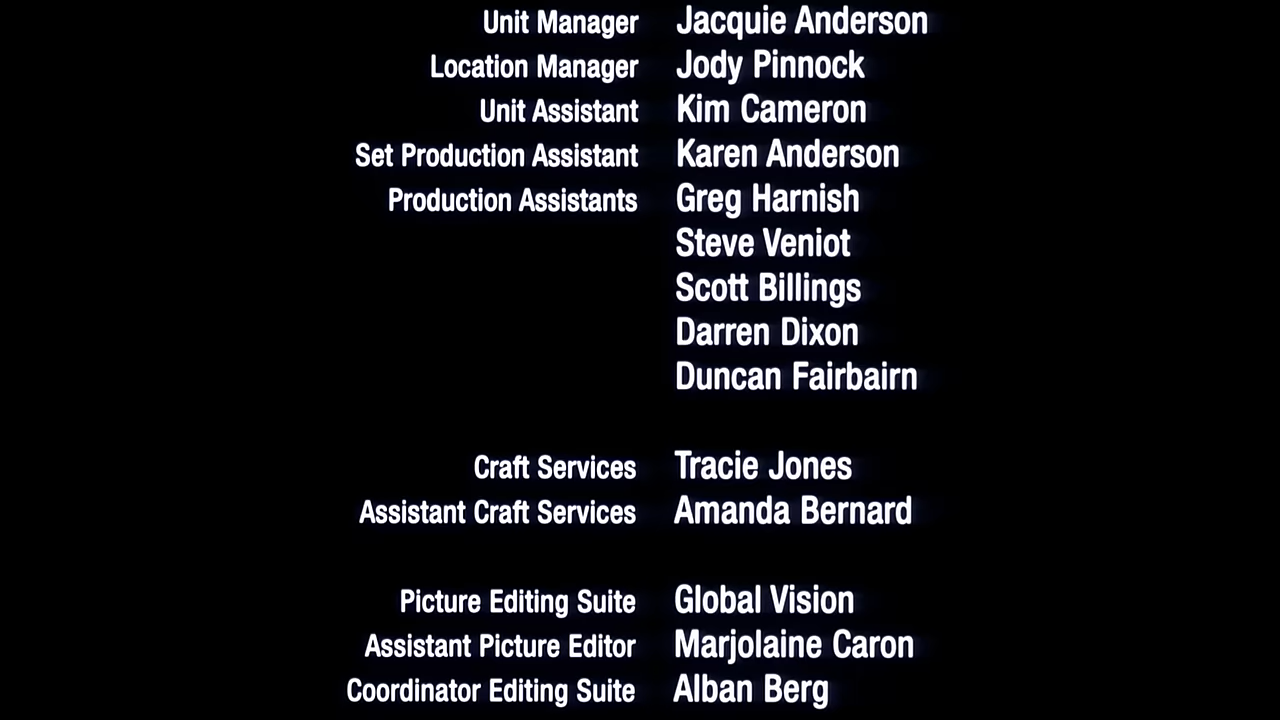 Unit Manager Jacquie Anderson
Location Manager Jody Pinnock
Unit Assistant Kim Cameron
Set Production Assistant Karen Anderson
Production Assistants Greg Harnish
Steve Veniot
Scott Billings
Darren Dixon
Duncan Fairbairn
Craft Services Tracie Jones
Assistant Craft Services Amanda Bernard
Picture Editing Suite Global Vision
Assistant Picture Editor Marjolaine Caron
Coordinator Editing Suite Alban Berg